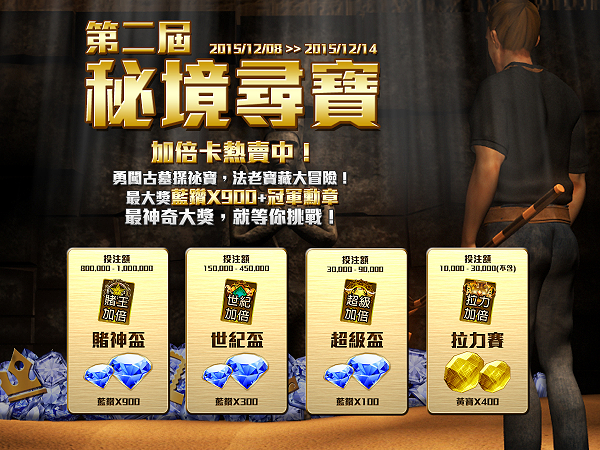 第二屆
2015/12/08 >> 2015/12/14
秘境尋寶
加倍卡熱賣中！
勇闖古墓探祕寶，法老寶藏大冒險！
最大獎藍鑽X900+冠軍勳章
最神奇大獎，就等你挑戰！
投注額
800,000 - 1,000,000
賭王
加倍
賭神盃
藍鑽X900
投注額
150,000 - 450,000
世紀
加倍
世紀盃
藍鑽X300
投注額
30,000 - 90,000
超級
加倍
超級盃
藍鑽X100
投注額
10,000 - 30,000(不含)
拉力
加倍
拉力賽
黃寶X400